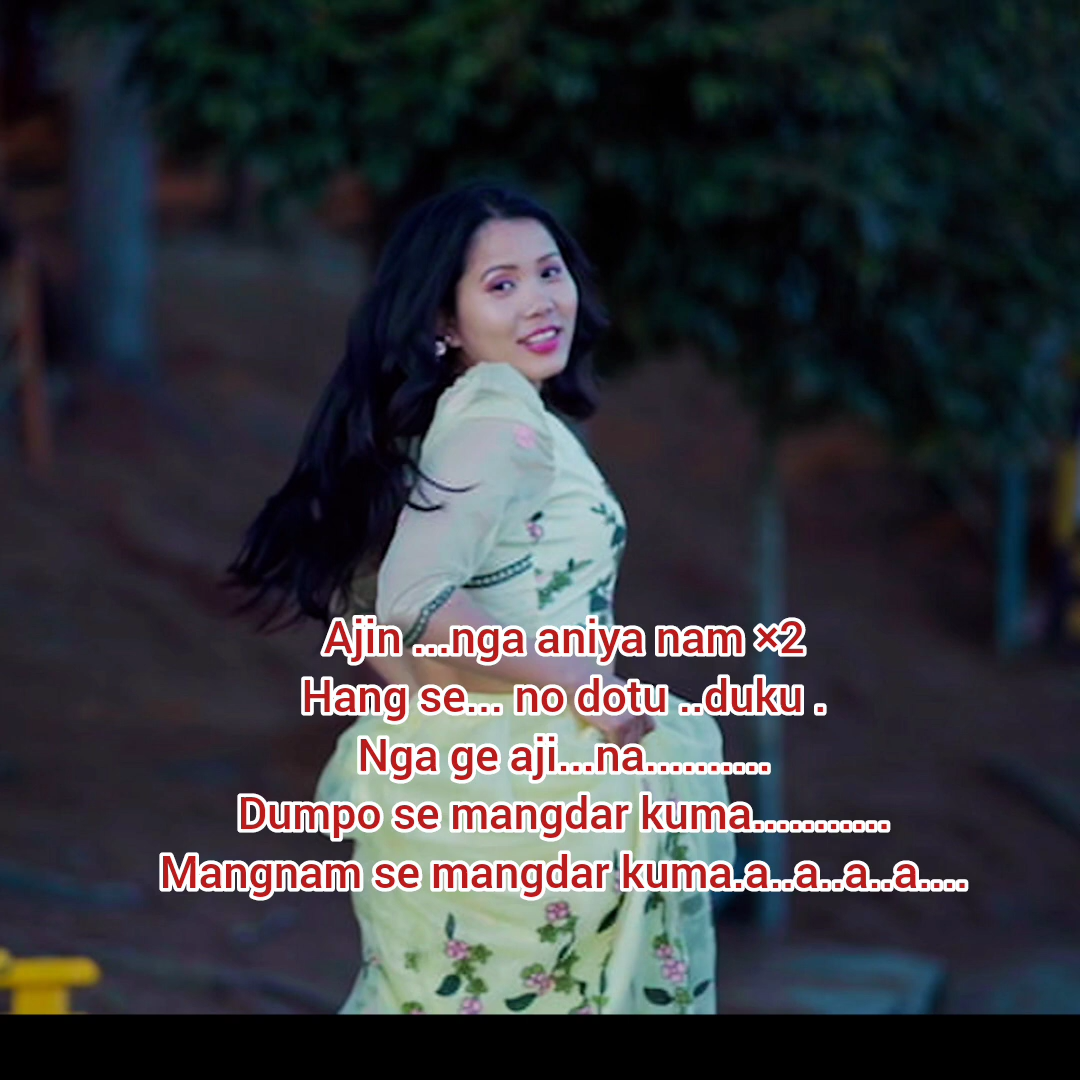 Ajin ...nga aniya nam ×2
Hang se... no dotu ..duku .
Nga ge aji...na..........
Dumpo se mangdar kuma...........
Mangnam se mangdar kuma.a..a..a..a....